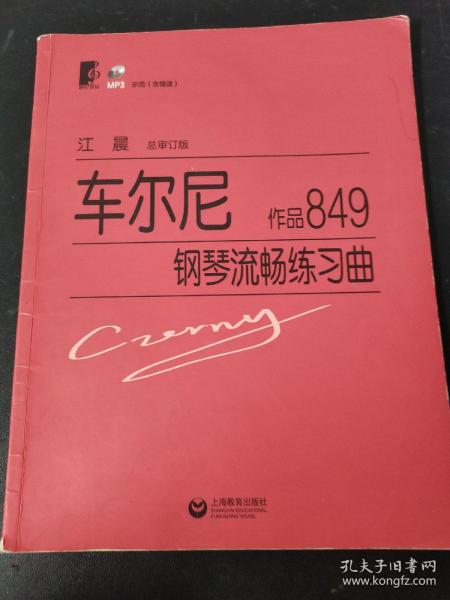 MP3 示范（含慢速）
江晨 总审订版
车尔尼 作品849
钢琴流畅练习曲
Czerny
上海教育出版社
SHANGHAI EDUCATIONAL
PUBLISHING HOUSE
孔夫子旧书网
www.kongfz.com